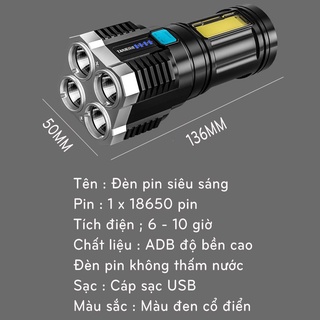 50MM
136MM
Tên : Đèn pin siêu sáng
Pin : 1 x 18650 pin
Tích điện ; 6 - 10 giờ
Chất liệu : ADB độ bền cao
Đèn pin không thấm nước
Sạc : Cáp sạc USB
Màu sắc : Màu đen cổ điển